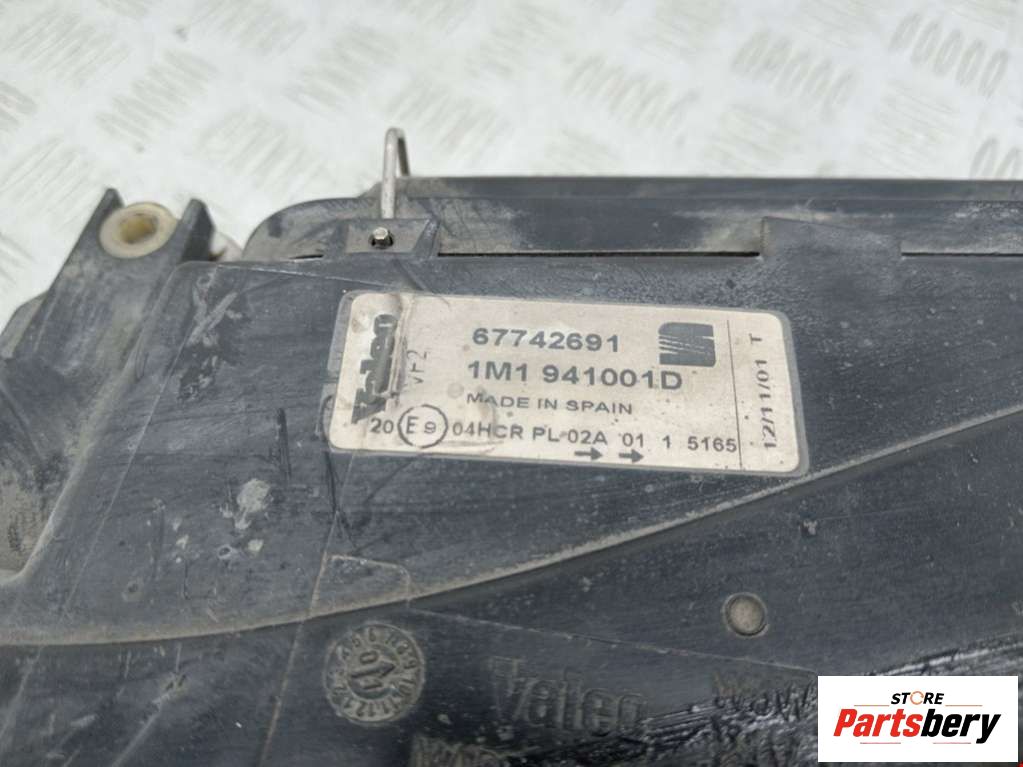 Valeo
VF2
67742691
1M1 941001D
MADE IN SPAIN
20 E9 04HCR PL 02A '01 1 5165
12/11/01 T
Valeo
STORE
Partsbery